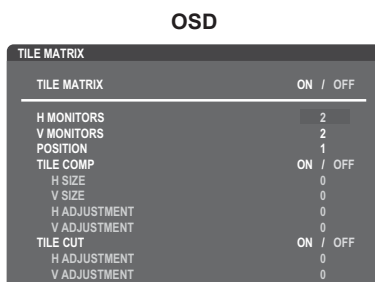 OSD
TILE MATRIX
TILE MATRIX ON / OFF
H MONITORS 2
V MONITORS 2
POSITION 1
TILE COMP ON / OFF
H SIZE 0
V SIZE 0
H ADJUSTMENT 0
V ADJUSTMENT 0
TILE CUT ON / OFF
H ADJUSTMENT 0
V ADJUSTMENT 0